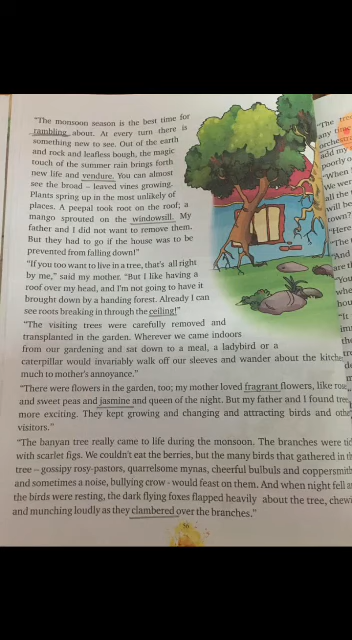 "The monsoon season is the best time for
rambling about. At every turn there is
something new to see. Out of the earth
and rock and leafless bough, the magic
touch of the summer rain brings forth
new life and vendure. You can almost
see the broad – leaved vines growing.
Plants spring up in the most unlikely of
places. A peepal took root on the roof; a
mango sprouted on the windowsill. My
father and I did not want to remove them.
But they had to go if the house was to be
prevented from falling down!"
"If you too want to live in a tree, that's all right
by me," said my mother. "But I like having a
roof over my head, and I'm not going to have it
brought down by a handing forest. Already I can
see roots breaking in through the ceiling!"
"The visiting trees were carefully removed and
transplanted in the garden. Wherever we came indoors
from our gardening and sat down to a meal, a ladybird or a
caterpillar would invariably walk off our sleeves and wander about the kitche
much to mother's annoyance."
"There were flowers in the garden, too; my mother loved fragrant flowers, like
and sweet peas and jasmine and queen of the night. But my father and I found
more exciting. They kept growing and changing and attracting birds and othe
visitors."
"The banyan tree really came to life during the monsoon. The branches were
with scarlet figs. We couldn't eat the berries, but the many birds that gathered in
tree – gossipy rosy-pastors, quarrelsome mynas, cheerful bulbuls and coppersmith
and sometimes a noise, bullying crow - would feast on them. And when night fell
the birds were resting, the dark flying foxes flapped heavily about the tree, chewi
and munching loudly as they clambered over the branches."
"The
any
orchestr
add my
poorly
"When
We wer
all the
will be
down?
"Here
"The
"And
are
"You
whe
hou
"It